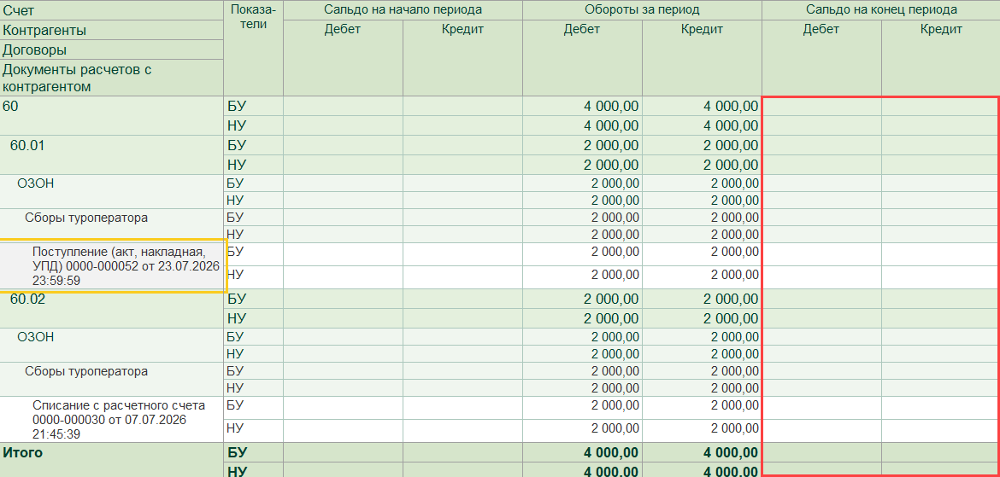 Счет Показа- Сальдо на начало периода Обороты за период Сальдо на конец периода
Контрагенты тели Дебет Кредит Дебет Кредит Дебет Кредит
Договоры
Документы расчетов с
контрагентом
60 БУ 4 000,00 4 000,00
НУ 4 000,00 4 000,00
60.01 БУ 2 000,00 2 000,00
НУ 2 000,00 2 000,00
ОЗОН БУ 2 000,00 2 000,00
НУ 2 000,00 2 000,00
Сборы туроператора БУ 2 000,00 2 000,00
НУ 2 000,00 2 000,00
Поступление (акт, накладная, БУ 2 000,00 2 000,00
УПД) 0000-000052 от 23.07.2026
23:59:59 НУ 2 000,00 2 000,00
60.02 БУ 2 000,00 2 000,00
НУ 2 000,00 2 000,00
ОЗОН БУ 2 000,00 2 000,00
НУ 2 000,00 2 000,00
Сборы туроператора БУ 2 000,00 2 000,00
НУ 2 000,00 2 000,00
Списание с расчетного счета БУ 2 000,00 2 000,00
0000-000030 от 07.07.2026
21:45:39 НУ 2 000,00 2 000,00
Итого БУ 4 000,00 4 000,00
НУ 4 000,00 4 000,00